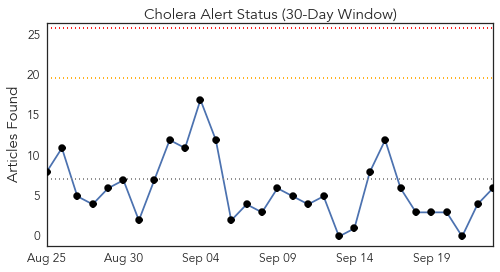 Cholera Alert Status (30-Day Window)
Articles Found
25
20
15
10
5
0
Aug 25 Aug 30 Sep 04 Sep 09 Sep 14 Sep 19